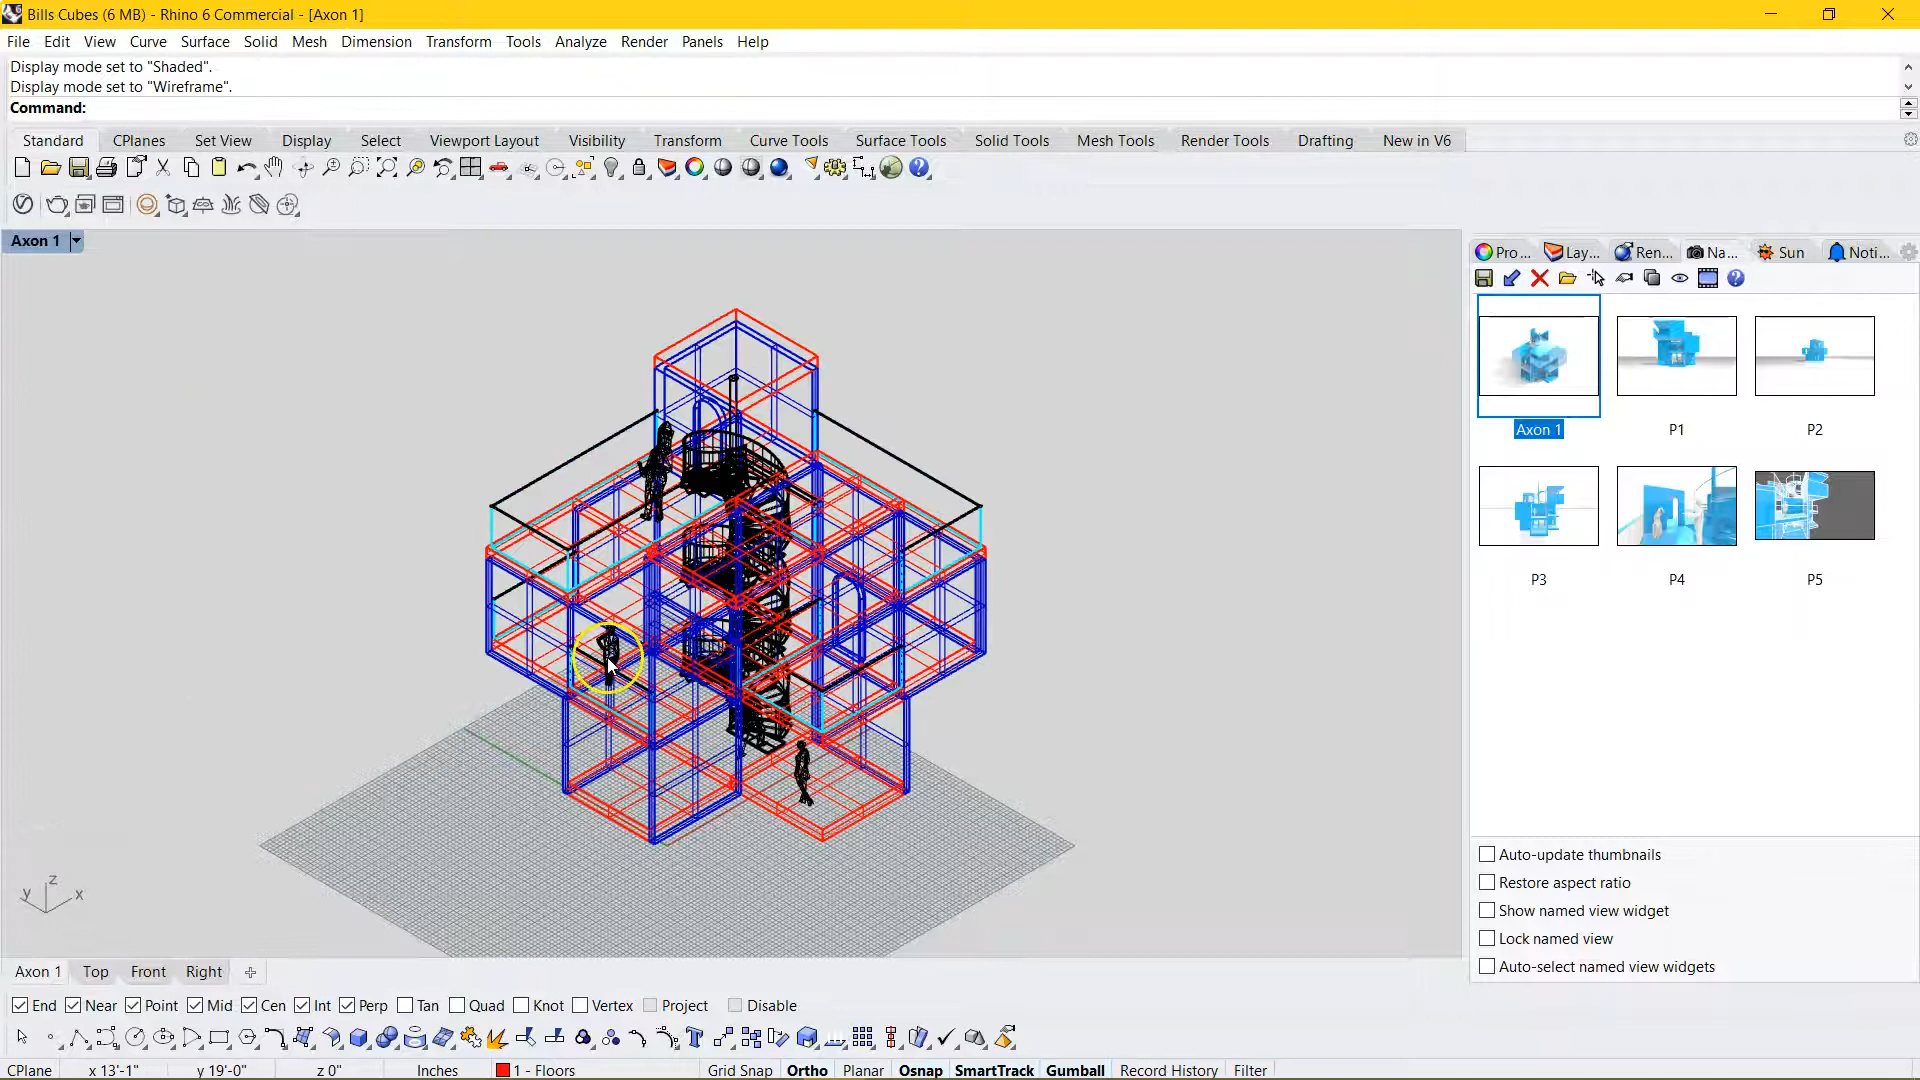 Bills Cubes (6 MB) - Rhino 6 Commercial - [Axon 1]
File Edit View Curve Surface Solid Mesh Dimension Transform Tools Analyze Render Panels Help
Display mode set to "Shaded".
Display mode set to "Wireframe".
Command:
Standard CPlanes Set View Display Select Viewport Layout Visibility Transform Curve Tools Surface Tools Solid Tools Mesh Tools Render Tools Drafting New in V6
Axon 1
Pro... Lay... Ren... Na... Sun Noti...
Axon 1 P1 P2
P3 P4 P5
Auto-update thumbnails
Restore aspect ratio
Show named view widget
Lock named view
Auto-select named view widgets
z
y x
Axon 1 Top Front Right
End Near Point Mid Cen Int Perp Tan Quad Knot Vertex Project Disable
CPlane x 13'-1" y 19'-0" z 0" Inches 1 - Floors Grid Snap Ortho Planar Osnap SmartTrack Gumball Record History Filter